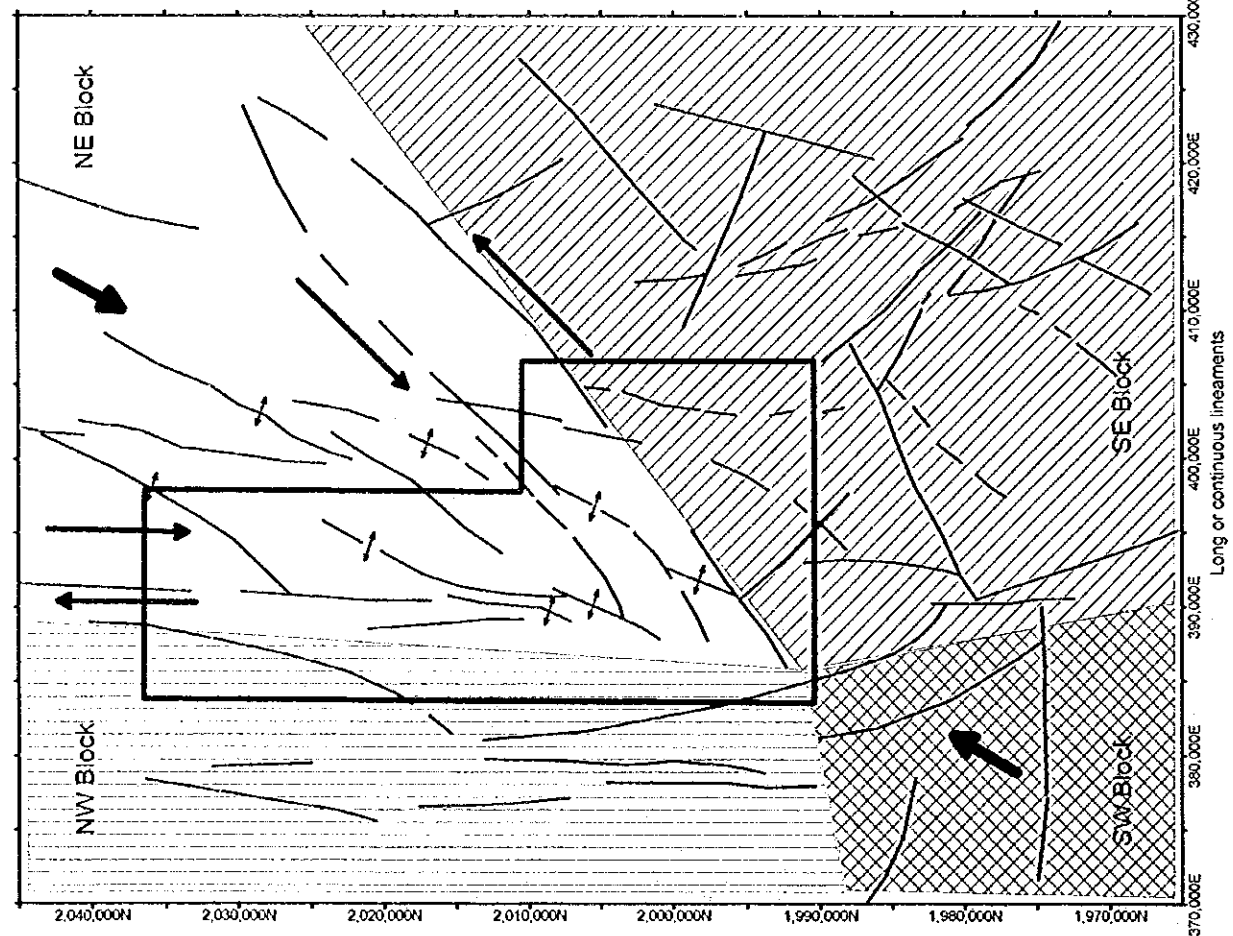 NE Block
NW Block
SE Block
SW Block
2,040,000N
2,030,000N
2,020,000N
2,010,000N
2,000,000N
1,990,000N
1,980,000N
1,970,000N
370,000E
380,000E
390,000E
400,000E
410,000E
420,000E
Long or continuous lineaments